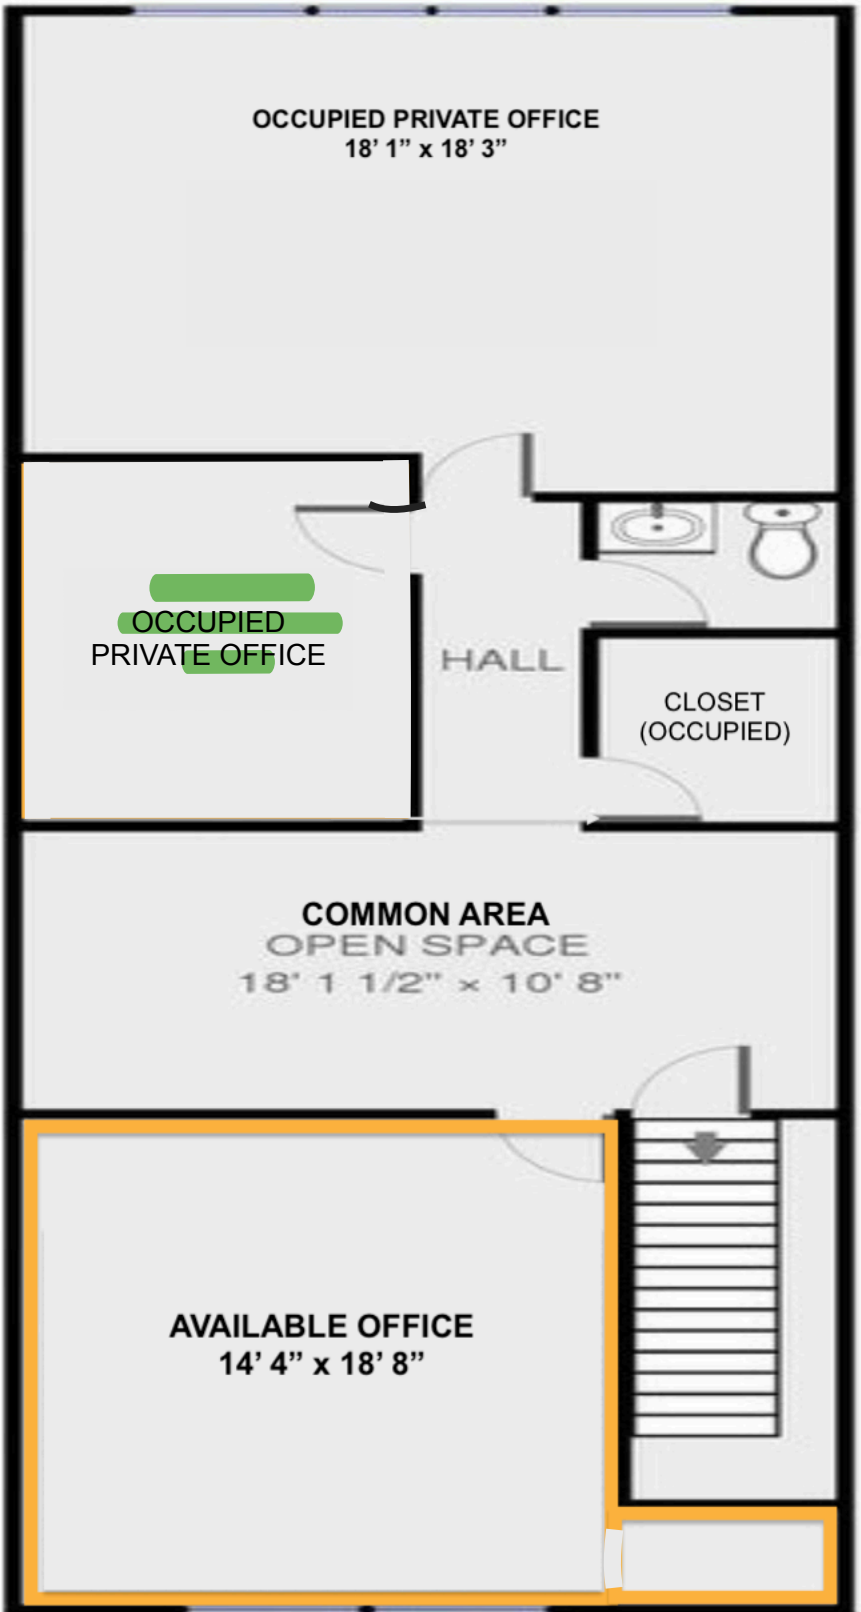 OCCUPIED PRIVATE OFFICE
18’ 1” x 18’ 3”
OCCUPIED
PRIVATE OFFICE
HALL
CLOSET
(OCCUPIED)
COMMON AREA
OPEN SPACE
18' 1 1/2" × 10' 8"
AVAILABLE OFFICE
14’ 4” x 18’ 8”